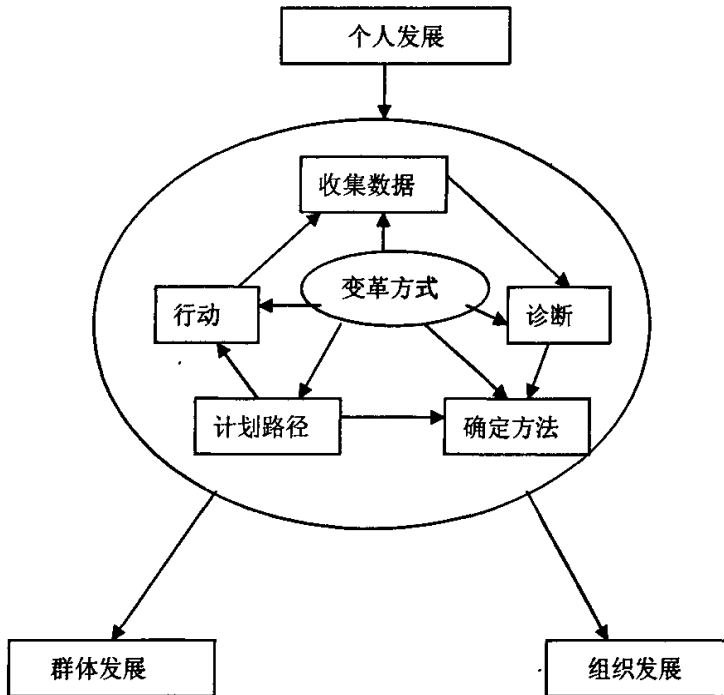 个人发展
收集数据
变革方式
行动
诊断
计划路径
确定方法
群体发展
组织发展